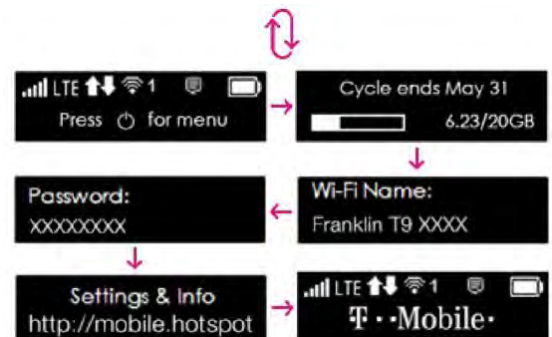 LTE 1
Press for menu
Cycle ends May 31
6.23/20GB
Wi-Fi Name:
Franklin T9 XXXX
Password:
XXXXXXXX
Settings & Info
http://mobile.hotspot
LTE 1
T··Mobile·